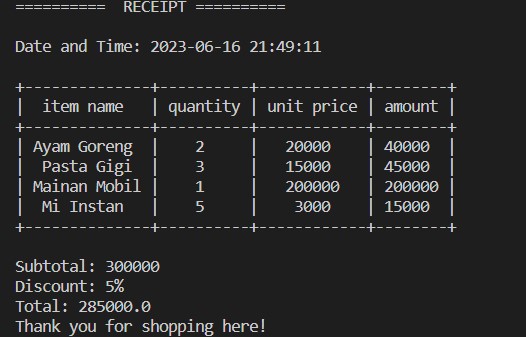 ==========  RECEIPT ==========
Date and Time: 2023-06-16 21:49:11
+--------------+----------+------------+--------+
|  item name   | quantity | unit price | amount |
+--------------+----------+------------+--------+
| Ayam Goreng  |    2     |   20000    | 40000  |
|  Pasta Gigi  |    3     |   15000    | 45000  |
| Mainan Mobil |    1     |   200000   | 200000 |
|  Mi Instan   |    5     |    3000    | 15000  |
+--------------+----------+------------+--------+
Subtotal: 300000
Discount: 5%
Total: 285000.0
Thank you for shopping here!